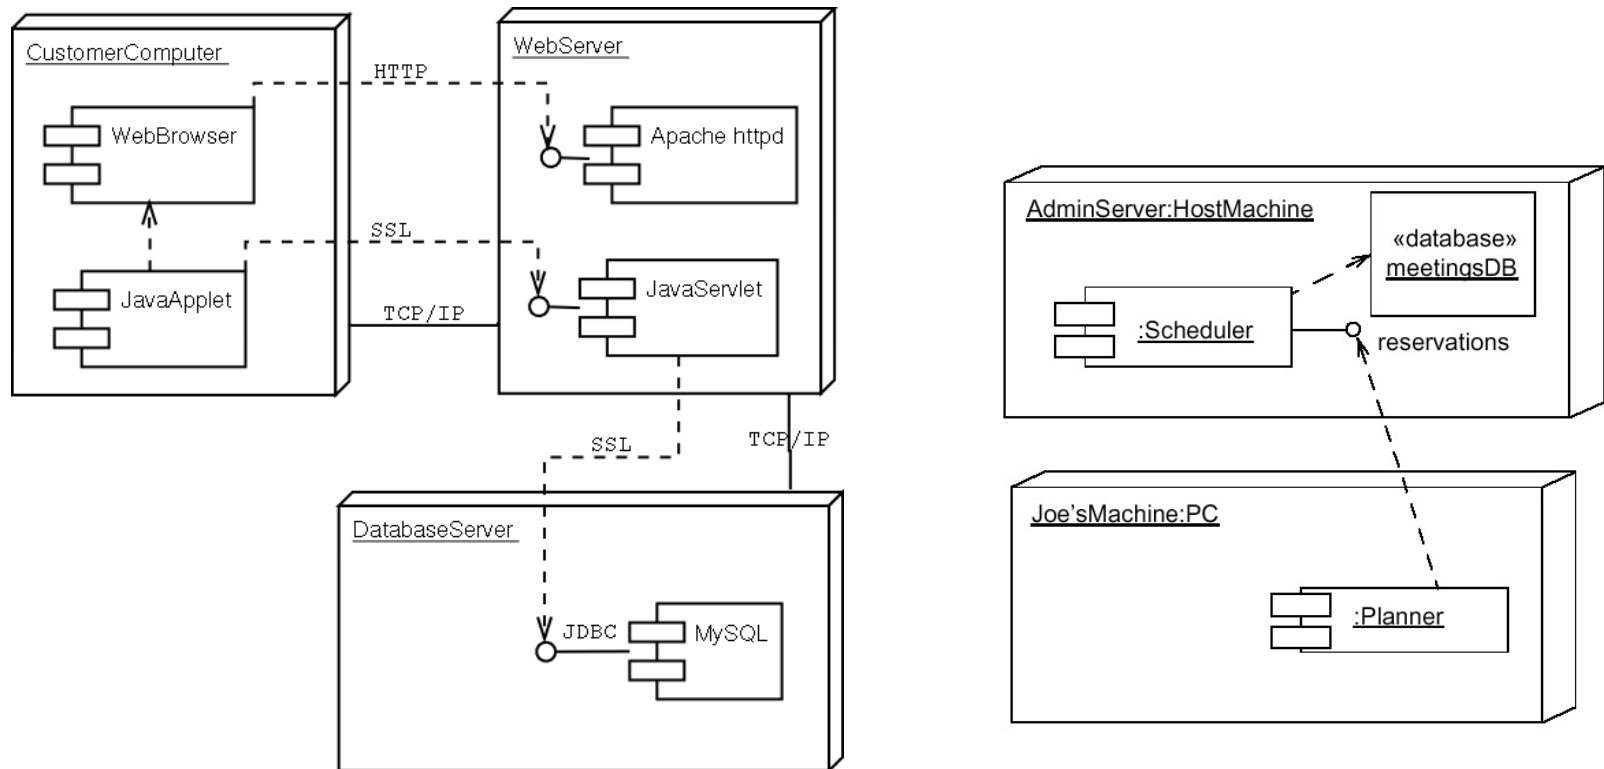 CustomerComputer
WebServer
HTTP
WebBrowser
Apache httpd
SSL
JavaApplet
JavaServlet
TCP/IP
SSL
TCP/IP
DatabaseServer
JDBC
MySQL
AdminServer:HostMachine
«database»
meetingsDB
:Scheduler
reservations
Joe'sMachine:PC
:Planner